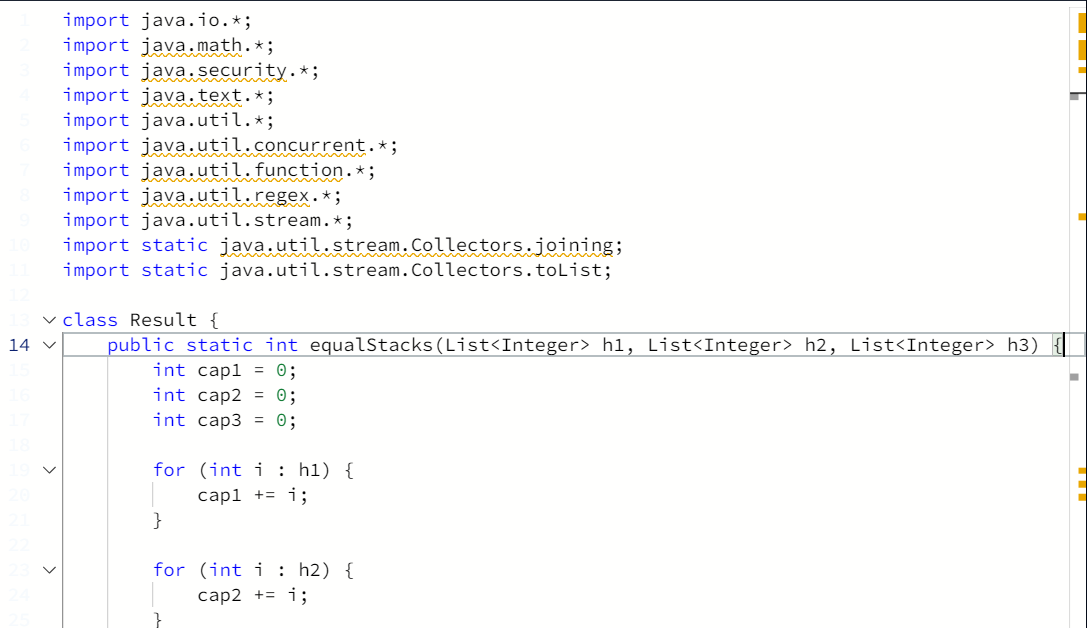 1 import java.io.*;
2 import java.math.*;
3 import java.security.*;
4 import java.text.*;
5 import java.util.*;
6 import java.util.concurrent.*;
7 import java.util.function.*;
8 import java.util.regex.*;
9 import java.util.stream.*;
10 import static java.util.stream.Collectors.joining;
11 import static java.util.stream.Collectors.toList;
12
13 class Result {
14 public static int equalStacks(List<Integer> h1, List<Integer> h2, List<Integer> h3) {
15 int cap1 = 0;
16 int cap2 = 0;
17 int cap3 = 0;
18
19 for (int i : h1) {
20 cap1 += i;
21 }
22
23 for (int i : h2) {
24 cap2 += i;
25 }